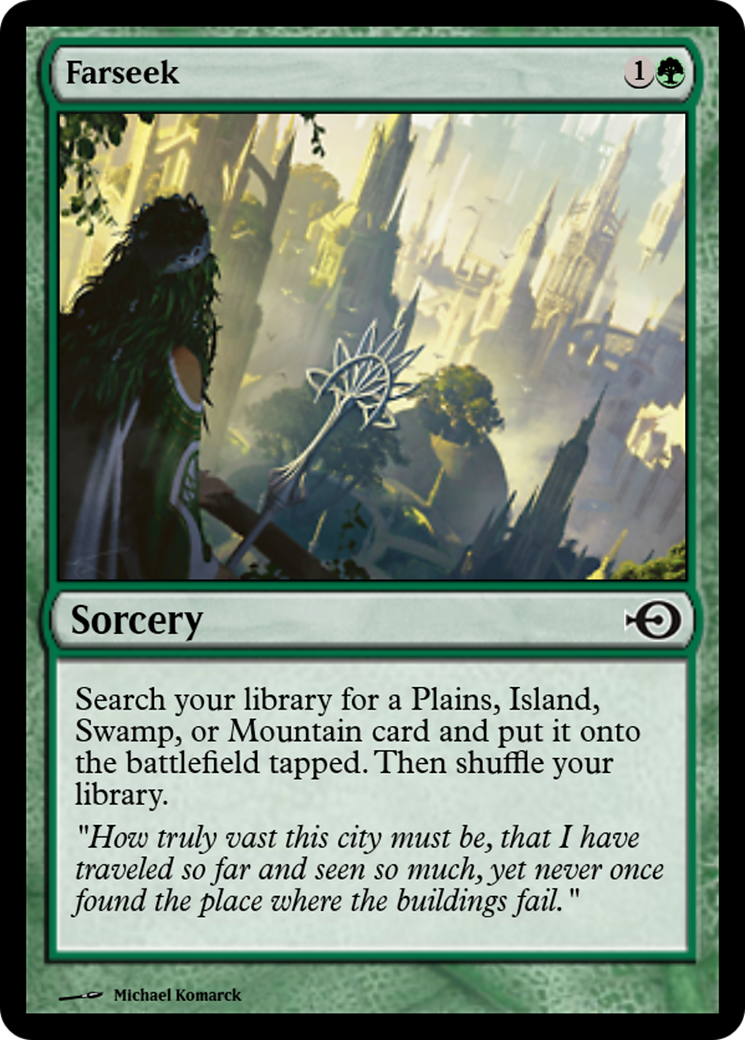 Farseek 1
Sorcery
Search your library for a Plains, Island,
Swamp, or Mountain card and put it onto
the battlefield tapped. Then shuffle your
library.
"How truly vast this city must be, that I have
traveled so far and seen so much, yet never once
found the place where the buildings fail."
Michael Komarck